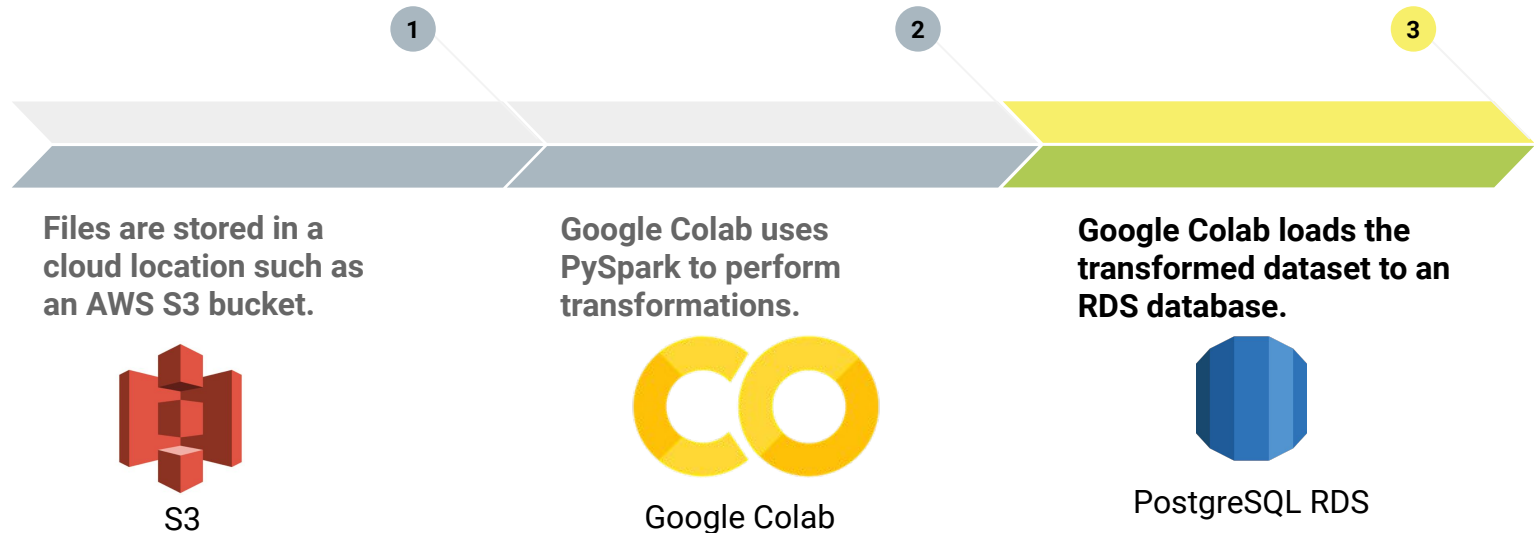 1
2
3
Files are stored in a
cloud location such as
an AWS S3 bucket.
S3
Google Colab uses
PySpark to perform
transformations.
Google Colab
Google Colab loads the
transformed dataset to an
RDS database.
PostgreSQL RDS